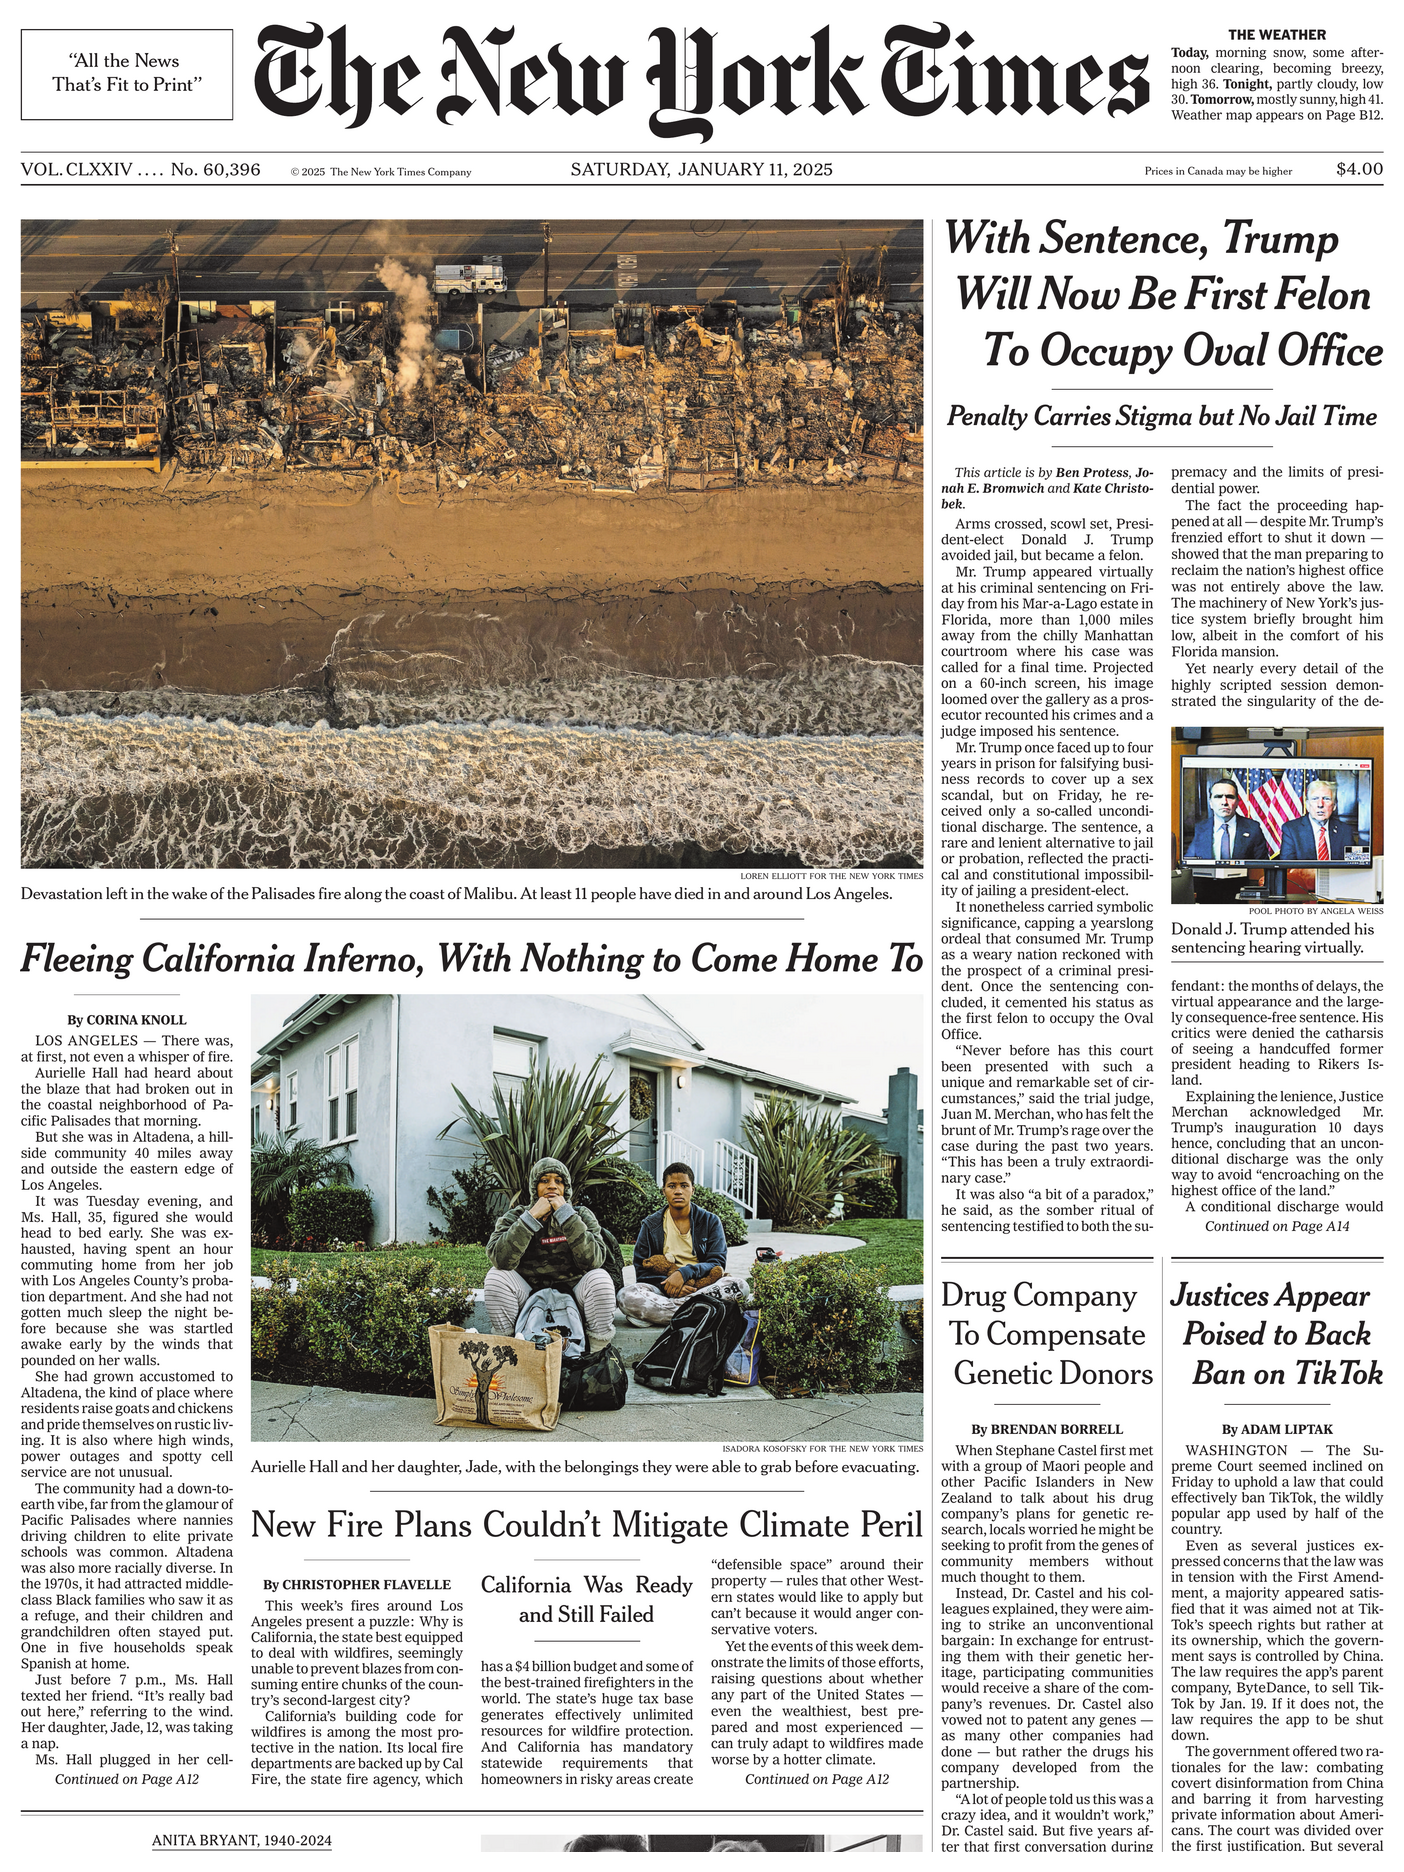 “All the News
That’s Fit to Print”
The New York Times
THE WEATHER
Today, morning snow, some after-
noon clearing, becoming breezy,
high 36. Tonight, partly cloudy, low
30. Tomorrow, mostly sunny, high 41.
Weather map appears on Page B12.
VOL. CLXXIV .... No. 60,396
© 2025 The New York Times Company
SATURDAY, JANUARY 11, 2025
Prices in Canada may be higher
$4.00
LOREN ELLIOTT FOR THE NEW YORK TIMES
Devastation left in the wake of the Palisades fire along the coast of Malibu. At least 11 people have died in and around Los Angeles.
With Sentence, Trump
Will Now Be First Felon
To Occupy Oval Office
Penalty Carries Stigma but No Jail Time
This article is by Ben Protess, Jo-
nah E. Bromwich and Kate Christo-
bek.
Arms crossed, scowl set, Presi-
dent-elect Donald J. Trump
avoided jail, but became a felon.
Mr. Trump appeared virtually
at his criminal sentencing on Fri-
day from his Mar-a-Lago estate in
Florida, more than 1,000 miles
away from the chilly Manhattan
courtroom where his case was
called for a final time. Projected
on a 60-inch screen, his image
loomed over the gallery as a pros-
ecutor recounted his crimes and a
judge imposed his sentence.
Mr. Trump once faced up to four
years in prison for falsifying busi-
ness records to cover up a sex
scandal, but on Friday, he re-
ceived only a so-called uncondi-
tional discharge. The sentence, a
rare and lenient alternative to jail
or probation, reflected the practi-
cal and constitutional impossibil-
ity of jailing a president-elect.
It nonetheless carried symbolic
significance, capping a yearslong
ordeal that consumed Mr. Trump
as a weary nation reckoned with
the prospect of a criminal presi-
dent. Once the sentencing con-
cluded, it cemented his status as
the first felon to occupy the Oval
Office.
“Never before has this court
been presented with such a
unique and remarkable set of cir-
cumstances,” said the trial judge,
Juan M. Merchan, who has felt the
brunt of Mr. Trump’s rage over the
case during the past two years.
“This has been a truly extraordi-
nary case.”
It was also “a bit of a paradox,”
he said, as the somber ritual of
sentencing testified to both the su-
premacy and the limits of presi-
dential power.
The fact the proceeding hap-
pened at all — despite Mr. Trump’s
frenzied effort to shut it down —
showed that the man preparing to
reclaim the nation’s highest office
was not entirely above the law.
The machinery of New York’s jus-
tice system briefly brought him
low, albeit in the comfort of his
Florida mansion.
Yet nearly every detail of the
highly scripted session demon-
strated the singularity of the de-
POOL PHOTO BY ANGELA WEISS
Donald J. Trump attended his
sentencing hearing virtually.
fendant: the months of delays, the
virtual appearance and the large-
ly consequence-free sentence. His
critics were denied the catharsis
of seeing a handcuffed former
president heading to Rikers Is-
land.
Explaining the lenience, Justice
Merchan acknowledged Mr.
Trump’s inauguration 10 days
hence, concluding that an uncon-
ditional discharge was the only
way to avoid “encroaching on the
highest office of the land.”
A conditional discharge would
Continued on Page A14
Fleeing California Inferno, With Nothing to Come Home To
By CORINA KNOLL
LOS ANGELES — There was,
at first, not even a whisper of fire.
Aurielle Hall had heard about
the blaze that had broken out in
the coastal neighborhood of Pa-
cific Palisades that morning.
But she was in Altadena, a hill-
side community 40 miles away
and outside the eastern edge of
Los Angeles.
It was Tuesday evening, and
Ms. Hall, 35, figured she would
head to bed early. She was ex-
hausted, having spent an hour
commuting home from her job
with Los Angeles County’s proba-
tion department. And she had not
gotten much sleep the night be-
fore because she was startled
awake early by the winds that
pounded on her walls.
She had grown accustomed to
Altadena, the kind of place where
residents raise goats and chickens
and pride themselves on rustic liv-
ing. It is also where high winds,
power outages and spotty cell
service are not unusual.
The community had a down-to-
earth vibe, far from the glamour of
Pacific Palisades where nannies
driving children to elite private
schools was common. Altadena
was also more racially diverse. In
the 1970s, it had attracted middle-
class Black families who saw it as
a refuge, and their children and
grandchildren often stayed put.
One in five households speak
Spanish at home.
Just before 7 p.m., Ms. Hall
texted her friend. “It’s really bad
out here,” referring to the wind.
Her daughter, Jade, 12, was taking
a nap.
Ms. Hall plugged in her cell-
Continued on Page A12
Simply Wholesome
ISADORA KOSOFSKY FOR THE NEW YORK TIMES
Aurielle Hall and her daughter, Jade, with the belongings they were able to grab before evacuating.
New Fire Plans Couldn’t Mitigate Climate Peril
By CHRISTOPHER FLAVELLE
This week’s fires around Los
Angeles present a puzzle: Why is
California, the state best equipped
to deal with wildfires, seemingly
unable to prevent blazes from con-
suming entire chunks of the coun-
try’s second-largest city?
California’s building code for
wildfires is among the most pro-
tective in the nation. Its local fire
departments are backed up by Cal
Fire, the state fire agency, which
California Was Ready
and Still Failed
has a $4 billion budget and some of
the best-trained firefighters in the
world. The state’s huge tax base
generates effectively unlimited
resources for wildfire protection.
And California has mandatory
statewide requirements that
homeowners in risky areas create
“defensible space” around their
property — rules that other West-
ern states would like to apply but
can’t because it would anger con-
servative voters.
Yet the events of this week dem-
onstrate the limits of those efforts,
raising questions about whether
any part of the United States —
even the wealthiest, best pre-
pared and most experienced —
can truly adapt to wildfires made
worse by a hotter climate.
Continued on Page A12
Drug Company
To Compensate
Genetic Donors
By BRENDAN BORRELL
When Stephane Castel first met
with a group of Maori people and
other Pacific Islanders in New
Zealand to talk about his drug
company’s plans for genetic re-
search, locals worried he might be
seeking to profit from the genes of
community members without
much thought to them.
Instead, Dr. Castel and his col-
leagues explained, they were aim-
ing to strike an unconventional
bargain: In exchange for entrust-
ing them with their genetic her-
itage, participating communities
would receive a share of the com-
pany’s revenues. Dr. Castel also
vowed not to patent any genes —
as many other companies had
done — but rather the drugs his
company developed from the
partnership.
“A lot of people told us this was a
crazy idea, and it wouldn’t work,”
Dr. Castel said. But five years af-
ter that first conversation during
Justices Appear
Poised to Back
Ban on TikTok
By ADAM LIPTAK
WASHINGTON — The Su-
preme Court seemed inclined on
Friday to uphold a law that could
effectively ban TikTok, the wildly
popular app used by half of the
country.
Even as several justices ex-
pressed concerns that the law was
in tension with the First Amend-
ment, a majority appeared satis-
fied that it was aimed not at Tik-
Tok’s speech rights but rather at
its ownership, which the govern-
ment says is controlled by China.
The law requires the app’s parent
company, ByteDance, to sell Tik-
Tok by Jan. 19. If it does not, the
law requires the app to be shut
down.
The government offered two ra-
tionales for the law: combating
covert disinformation from China
and barring it from harvesting
private information about Ameri-
cans. The court was divided over
the first justification. But several
ANITA BRYANT, 1940-2024